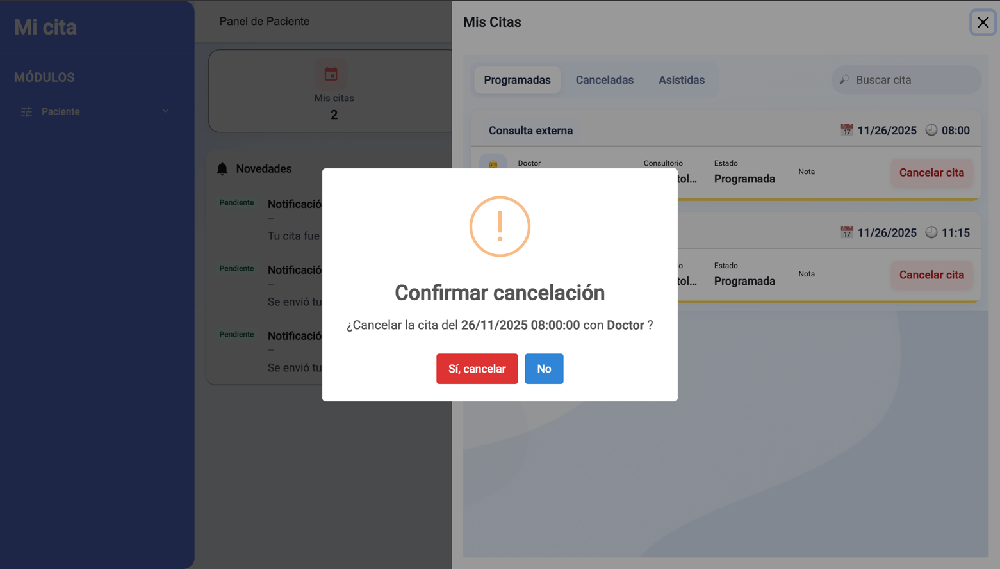 Mi cita
MÓDULOS
Paciente
Panel de Paciente
Mis citas
2
Novedades
Pendiente
Notificació
–
Tu cita fue
Pendiente
Notificació
–
Se envió tu
Pendiente
Notificació
–
Se envió tu
Mis Citas
Programadas
Canceladas
Asistidas
Buscar cita
Consulta externa
17 11/26/2025 08:00
Doctor
Consultorio
Estado
Nota
tol...
Programada
Cancelar cita
17 11/26/2025 11:15
io
Estado
Nota
tol...
Programada
Cancelar cita
!
Confirmar cancelación
¿Cancelar la cita del 26/11/2025 08:00:00 con Doctor ?
Sí, cancelar
No